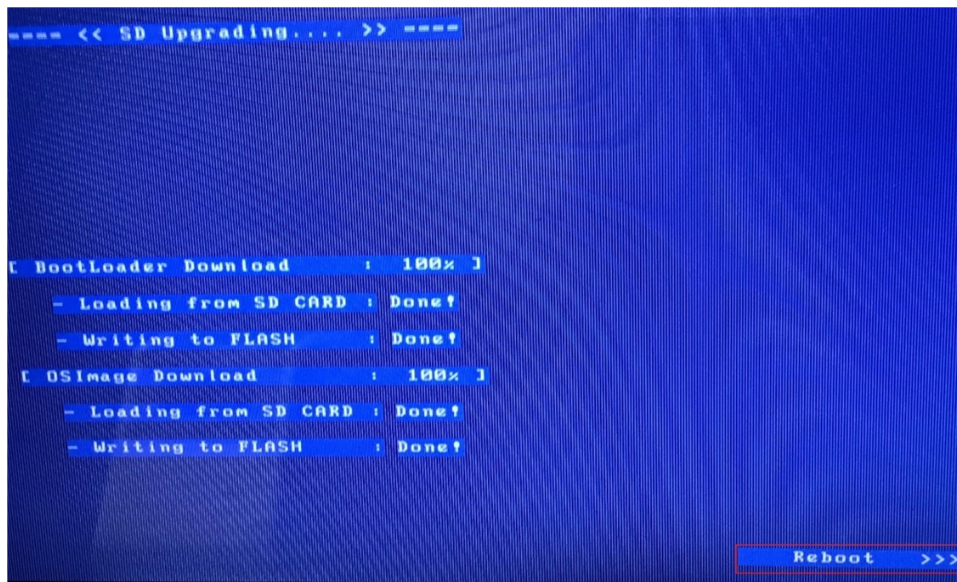 ==== << SD Upgrading.... >> ====
[ BootLoader Download : 100% ]
- Loading from SD CARD : Done!
- Writing to FLASH : Done!
[ OSImage Download : 100% ]
- Loading from SD CARD : Done!
- Writing to FLASH : Done!
Reboot >>>